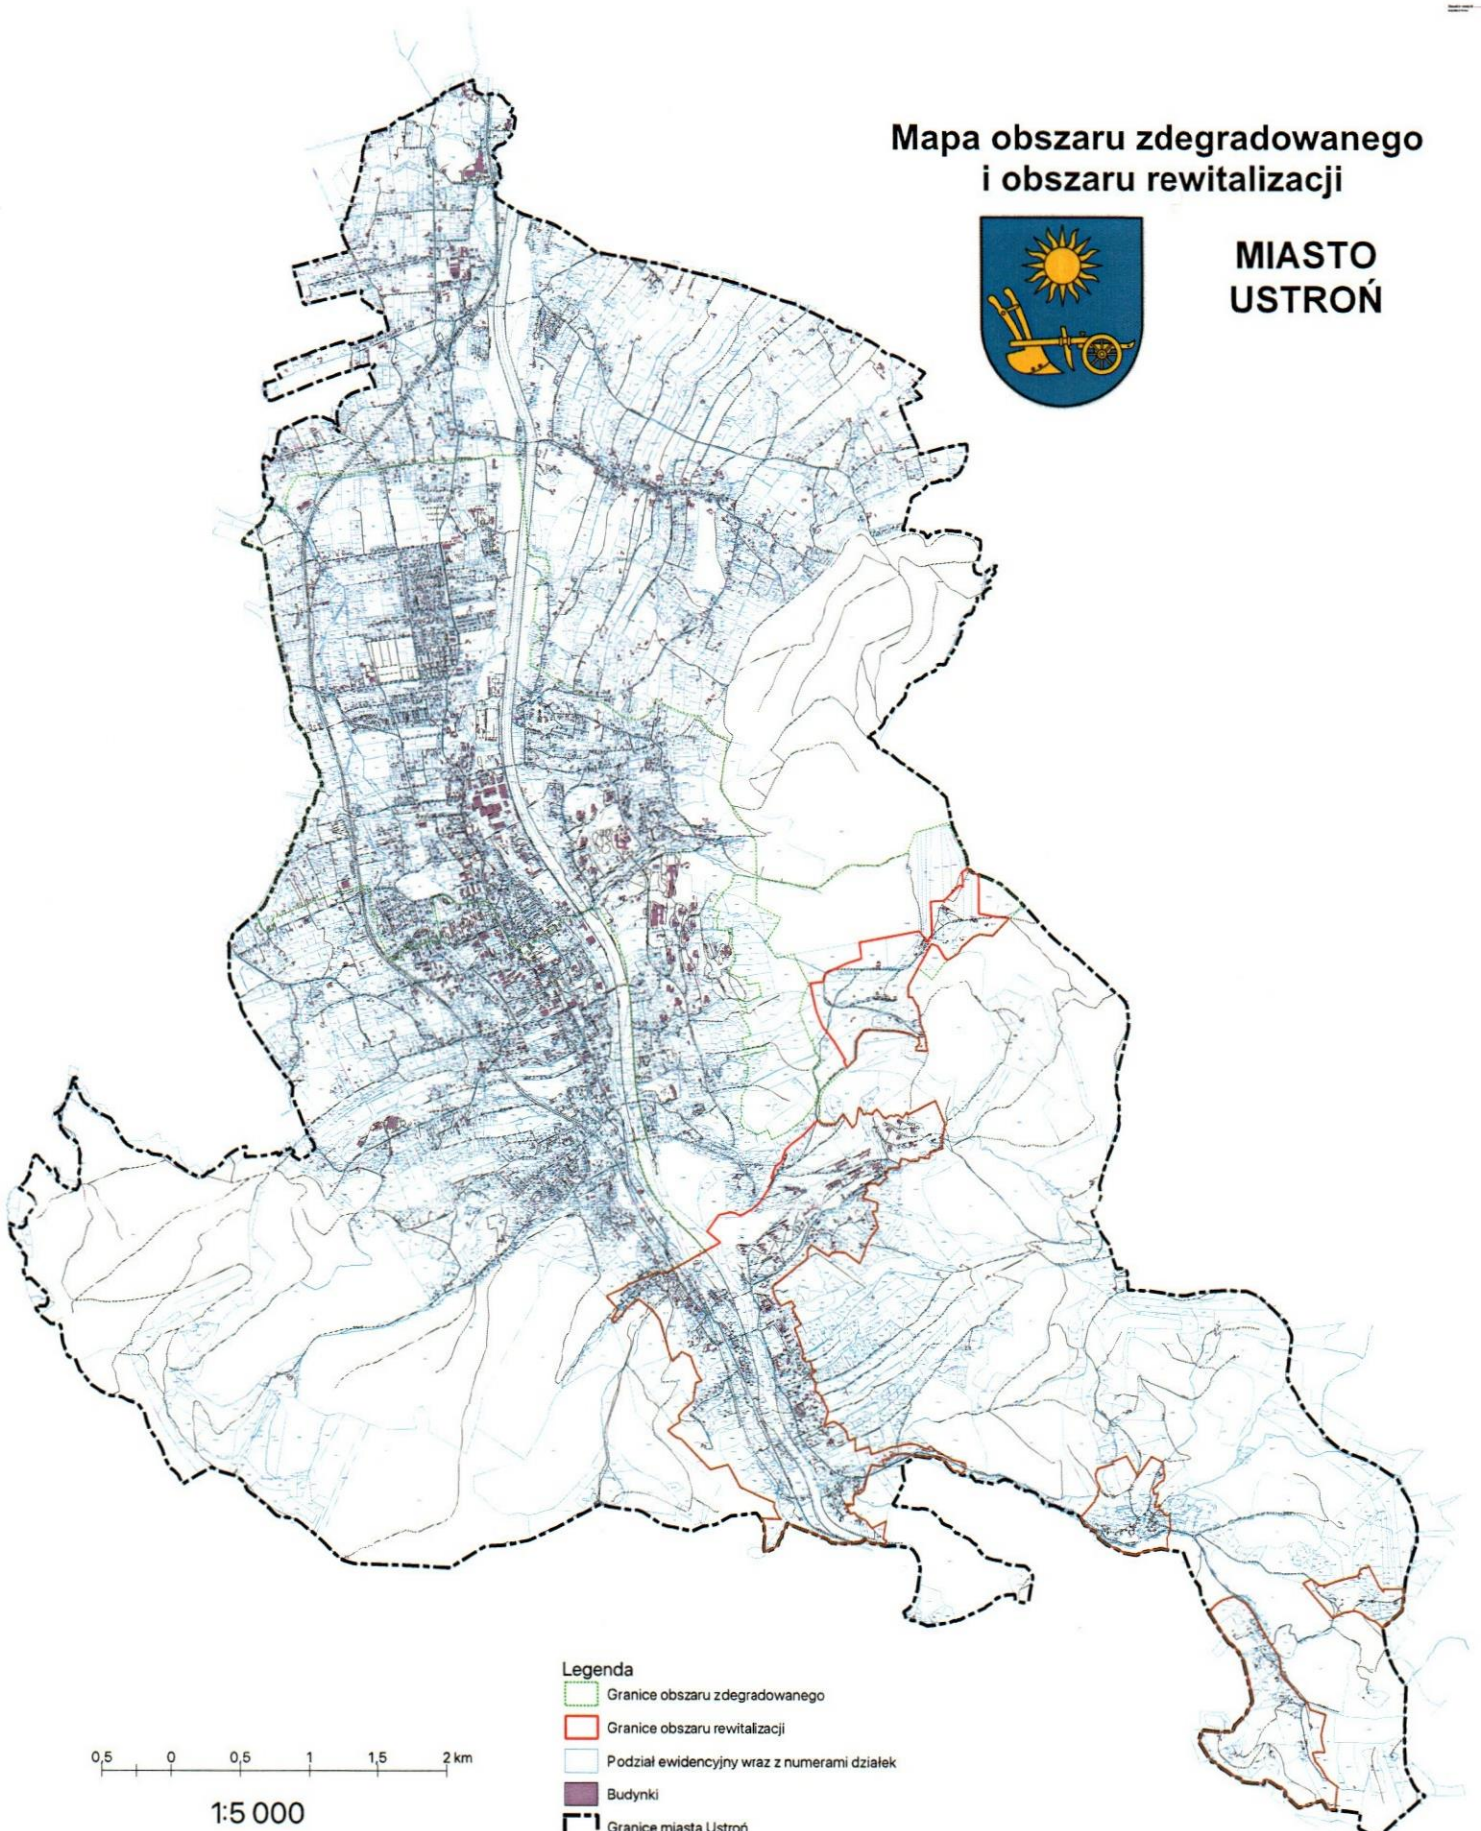 Mapa obszaru zdegradowanego
i obszaru rewitalizacji
MIASTO
USTROŃ
Legenda
Granice obszaru zdegradowanego
Granice obszaru rewitalizacji
Podział ewidencyjny wraz z numerami działek
Budynki
Granice miasta Ustroń
0,5 0 0,5 1 1,5 2 km
1:5 000